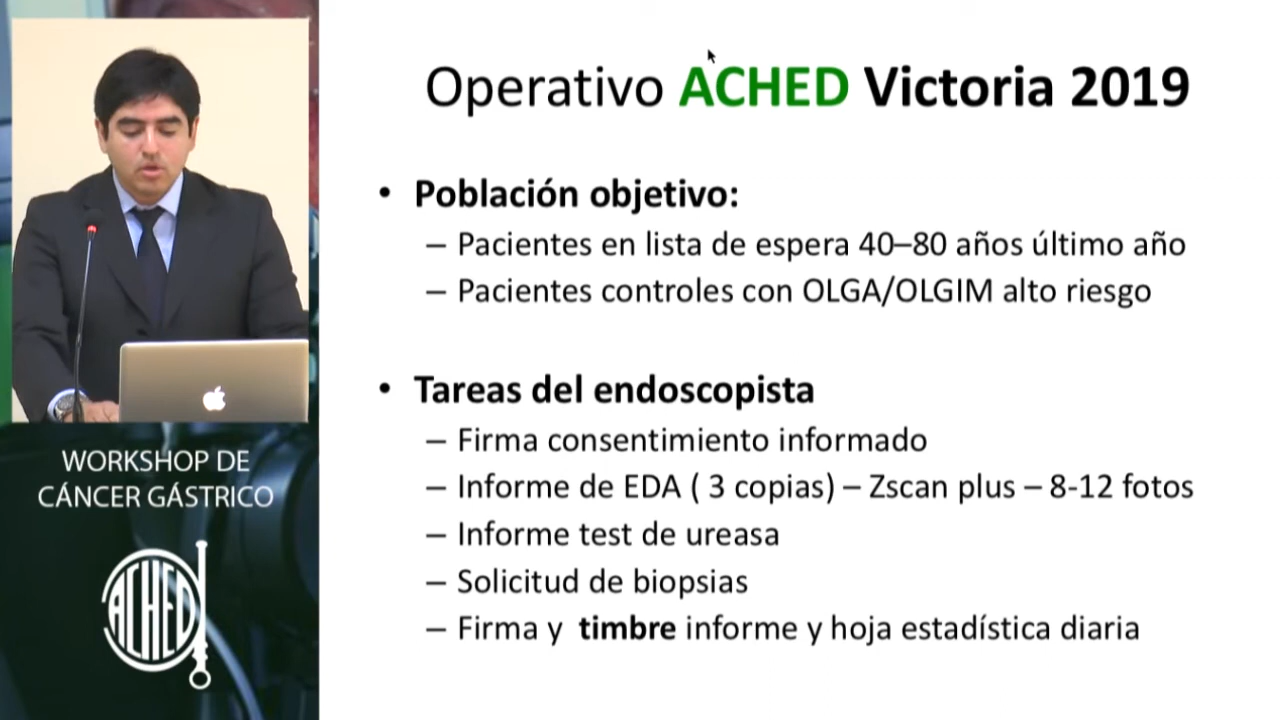 Operativo ACHED Victoria 2019
• Población objetivo:
– Pacientes en lista de espera 40–80 años último año
– Pacientes controles con OLGA/OLGIM alto riesgo
• Tareas del endoscopista
– Firma consentimiento informado
– Informe de EDA ( 3 copias) – Zscan plus – 8-12 fotos
– Informe test de ureasa
– Solicitud de biopsias
– Firma y timbre informe y hoja estadística diaria
WORKSHOP DE
CÁNCER GÁSTRICO
ACHED